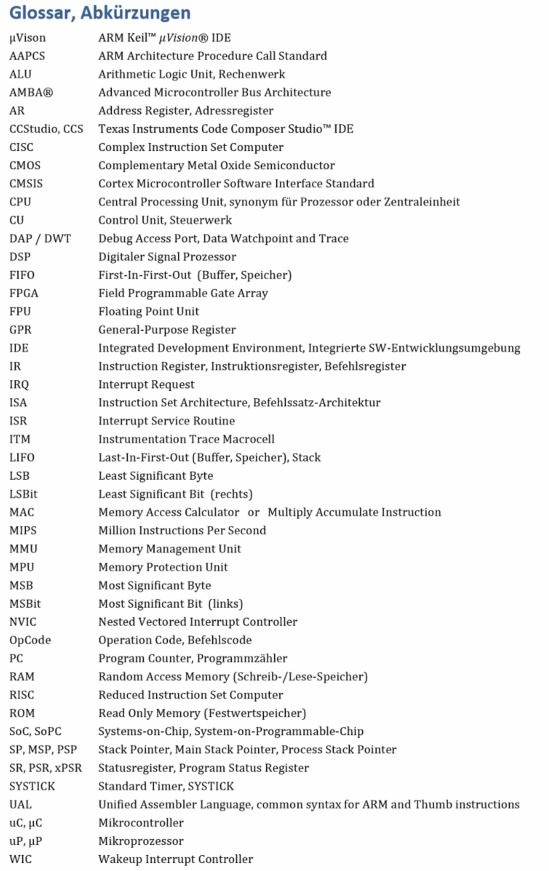 Glossar, Abkürzungen
µVison ARM Keil™ µVision® IDE
AAPCS ARM Architecture Procedure Call Standard
ALU Arithmetic Logic Unit, Rechenwerk
AMBA® Advanced Microcontroller Bus Architecture
AR Address Register, Adressregister
CCStudio, CCS Texas Instruments Code Composer Studio™ IDE
CISC Complex Instruction Set Computer
CMOS Complementary Metal Oxide Semiconductor
CMSIS Cortex Microcontroller Software Interface Standard
CPU Central Processing Unit, synonym für Prozessor oder Zentraleinheit
CU Control Unit, Steuerwerk
DAP / DWT Debug Access Port, Data Watchpoint and Trace
DSP Digitaler Signal Prozessor
FIFO First-In-First-Out (Buffer, Speicher)
FPGA Field Programmable Gate Array
FPU Floating Point Unit
GPR General-Purpose Register
IDE Integrated Development Environment, Integrierte SW-Entwicklungsumgebung
IR Instruction Register, Instruktionsregister, Befehlsregister
IRQ Interrupt Request
ISA Instruction Set Architecture, Befehlssatz-Architektur
ISR Interrupt Service Routine
ITM Instrumentation Trace Macrocell
LIFO Last-In-First-Out (Buffer, Speicher), Stack
LSB Least Significant Byte
LSBit Least Significant Bit (rechts)
MAC Memory Access Calculator or Multiply Accumulate Instruction
MIPS Million Instructions Per Second
MMU Memory Management Unit
MPU Memory Protection Unit
MSB Most Significant Byte
MSBit Most Significant Bit (links)
NVIC Nested Vectored Interrupt Controller
OpCode Operation Code, Befehlscode
PC Program Counter, Programmzähler
RAM Random Access Memory (Schreib-/Lese-Speicher)
RISC Reduced Instruction Set Computer
ROM Read Only Memory (Festwertspeicher)
SoC, SoPC Systems-on-Chip, System-on-Programmable-Chip
SP, MSP, PSP Stack Pointer, Main Stack Pointer, Process Stack Pointer
SR, PSR, xPSR Statusregister, Program Status Register
SYSTICK Standard Timer, SYSTICK
UAL Unified Assembler Language, common syntax for ARM and Thumb instructions
uC, µC Mikrocontroller
uP, µP Mikroprozessor
WIC Wakeup Interrupt Controller